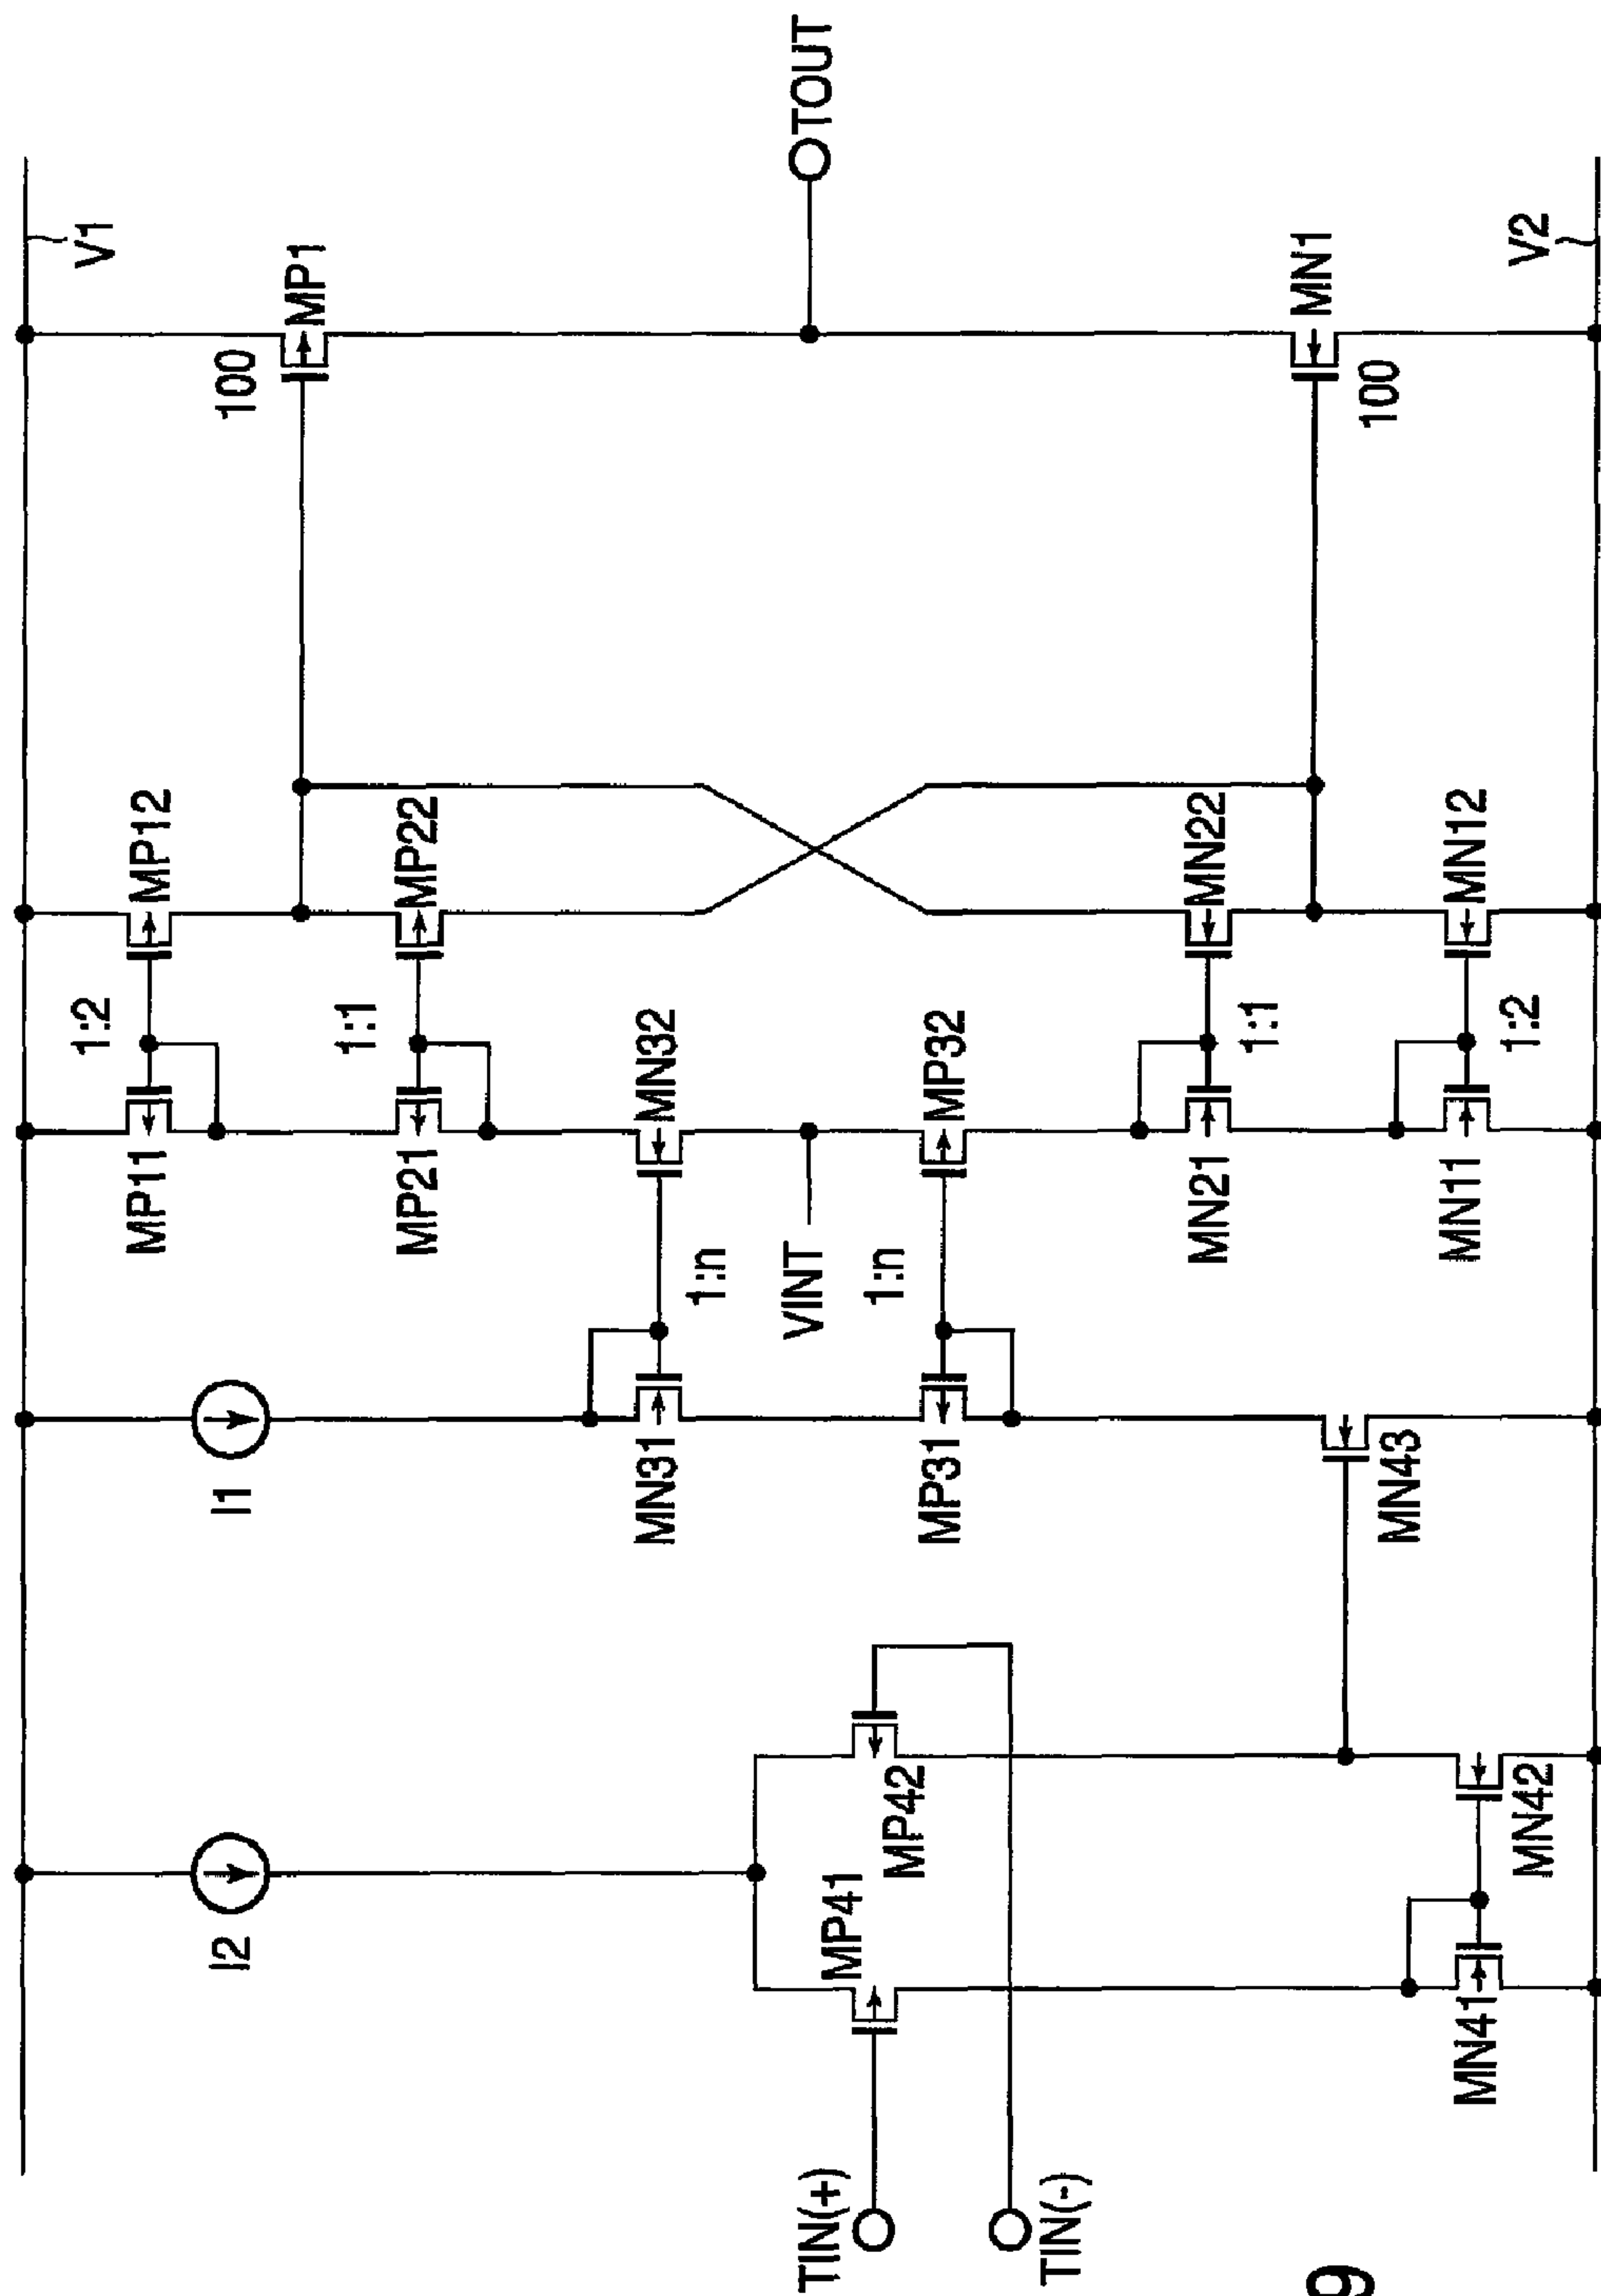 V1
I2
I1
1:2
MP12
MP11
100
MP1
1:1
MP22
MP21
MN32
MN31
1:n
TIN(+)
MP41
MP42
VINT
TOUT
TIN(-)
1:n
MP32
MP31
MN22
MN21
1:1
MN1
100
MN43
MN12
MN11
1:2
MN41
MN42
V2
9